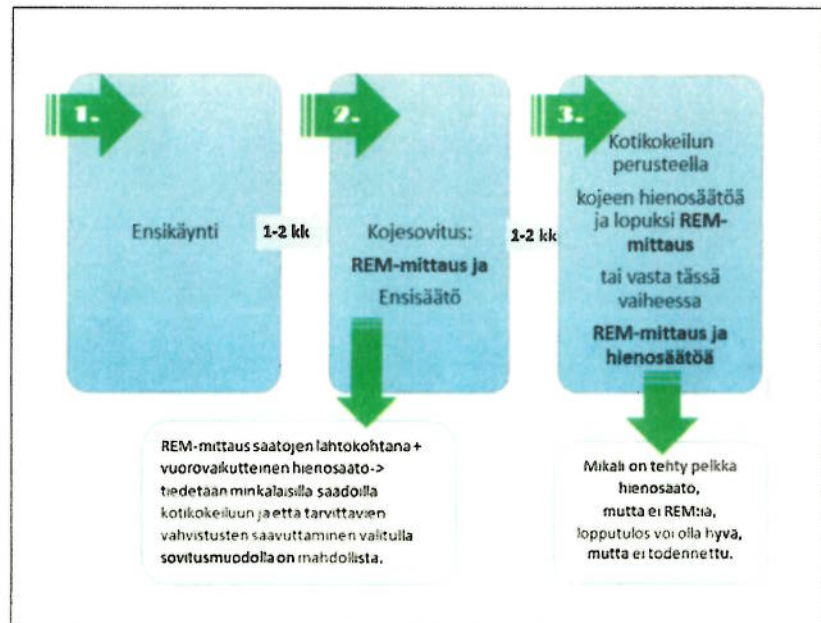 1.
Ensikäynti
1-2 kk
2.
Kojesovitus:
REM-mittaus ja
Ensisäätö
1-2 kk
3.
Kotikokeilun
perusteella
kojeen hienosäätöä
ja lopuksi REM-
mittaus
tai vasta tässä
vaiheessa
REM-mittaus ja
hienosäätöä
REM-mittaus säätöjen lähtökohtana +
vuorovaikutteinen hienosäätö->
tiedetään minkälaisilla säädöillä
kotikokeiluun ja että tarvittavien
vahvistusten saavuttaminen valitulla
sovitusmuodolla on mahdollista.
Mikäli on tehty pelkkä
hienosäätö,
mutta ei REM:iä,
lopputulos voi olla hyvä,
mutta ei todennettu.